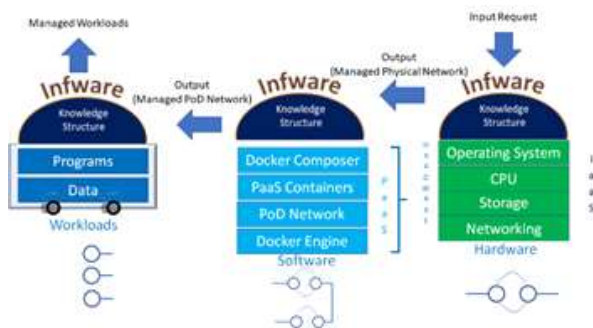 Managed Workloads
Input Request
Output
(Managed Physical Network)
Output
(Managed PoD Network)
Infware
Knowledge
Structure
Programs
Data
Workloads
Infware
Knowledge
Structure
Docker Composer
PaaS Containers
PoD Network
Docker Engine
Software
PaaS
Infware
Knowledge
Structure
Operating System
CPU
Storage
Networking
Hardware
IaaS